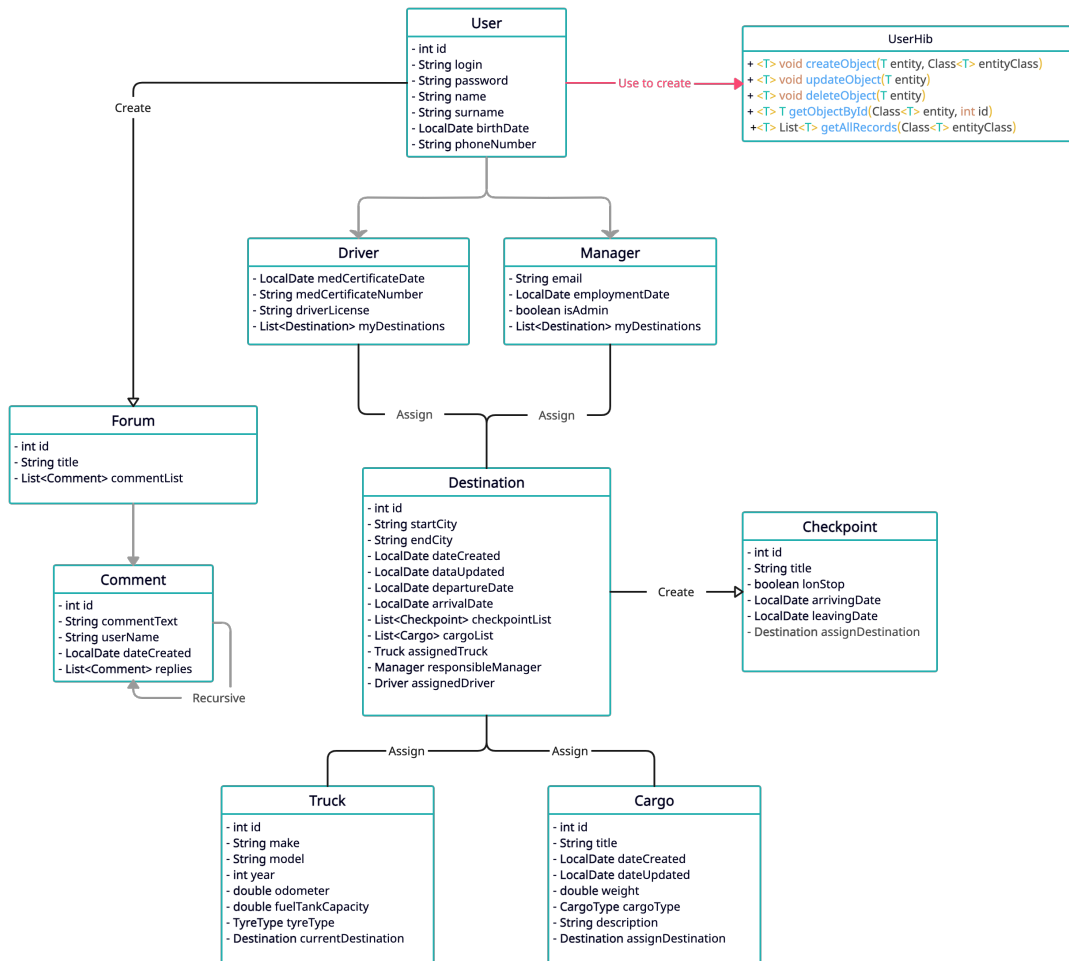 User
- int id
- String login
- String password
- String name
- String surname
- LocalDate birthDate
- String phoneNumber
UserHib
+ <T> void createObject(T entity, Class<T> entityClass)
+ <T> void updateObject(T entity)
+ <T> void deleteObject(T entity)
+ <T> T getObjectById(Class<T> entity, int id)
+<T> List<T> getAllRecords(Class<T> entityClass)
Use to create
Create
Driver
- LocalDate medCertificateDate
- String medCertificateNumber
- String driverLicense
- List<Destination> myDestinations
Manager
- String email
- LocalDate employmentDate
- boolean isAdmin
- List<Destination> myDestinations
Assign
Assign
Forum
- int id
- String title
- List<Comment> commentList
Destination
- int id
- String startCity
- String endCity
- LocalDate dateCreated
- LocalDate dataUpdated
- LocalDate departureDate
- LocalDate arrivalDate
- List<Checkpoint> checkpointList
- List<Cargo> cargoList
- Truck assignedTruck
- Manager responsibleManager
- Driver assignedDriver
Create
Checkpoint
- int id
- String title
- boolean lonStop
- LocalDate arrivingDate
- LocalDate leavingDate
- Destination assignDestination
Comment
- int id
- String commentText
- String userName
- LocalDate dateCreated
- List<Comment> replies
Recursive
Assign
Assign
Truck
- int id
- String make
- String model
- int year
- double odometer
- double fuelTankCapacity
- TyreType tyreType
- Destination currentDestination
Cargo
- int id
- String title
- LocalDate dateCreated
- LocalDate dateUpdated
- double weight
- CargoType cargoType
- String description
- Destination assignDestination